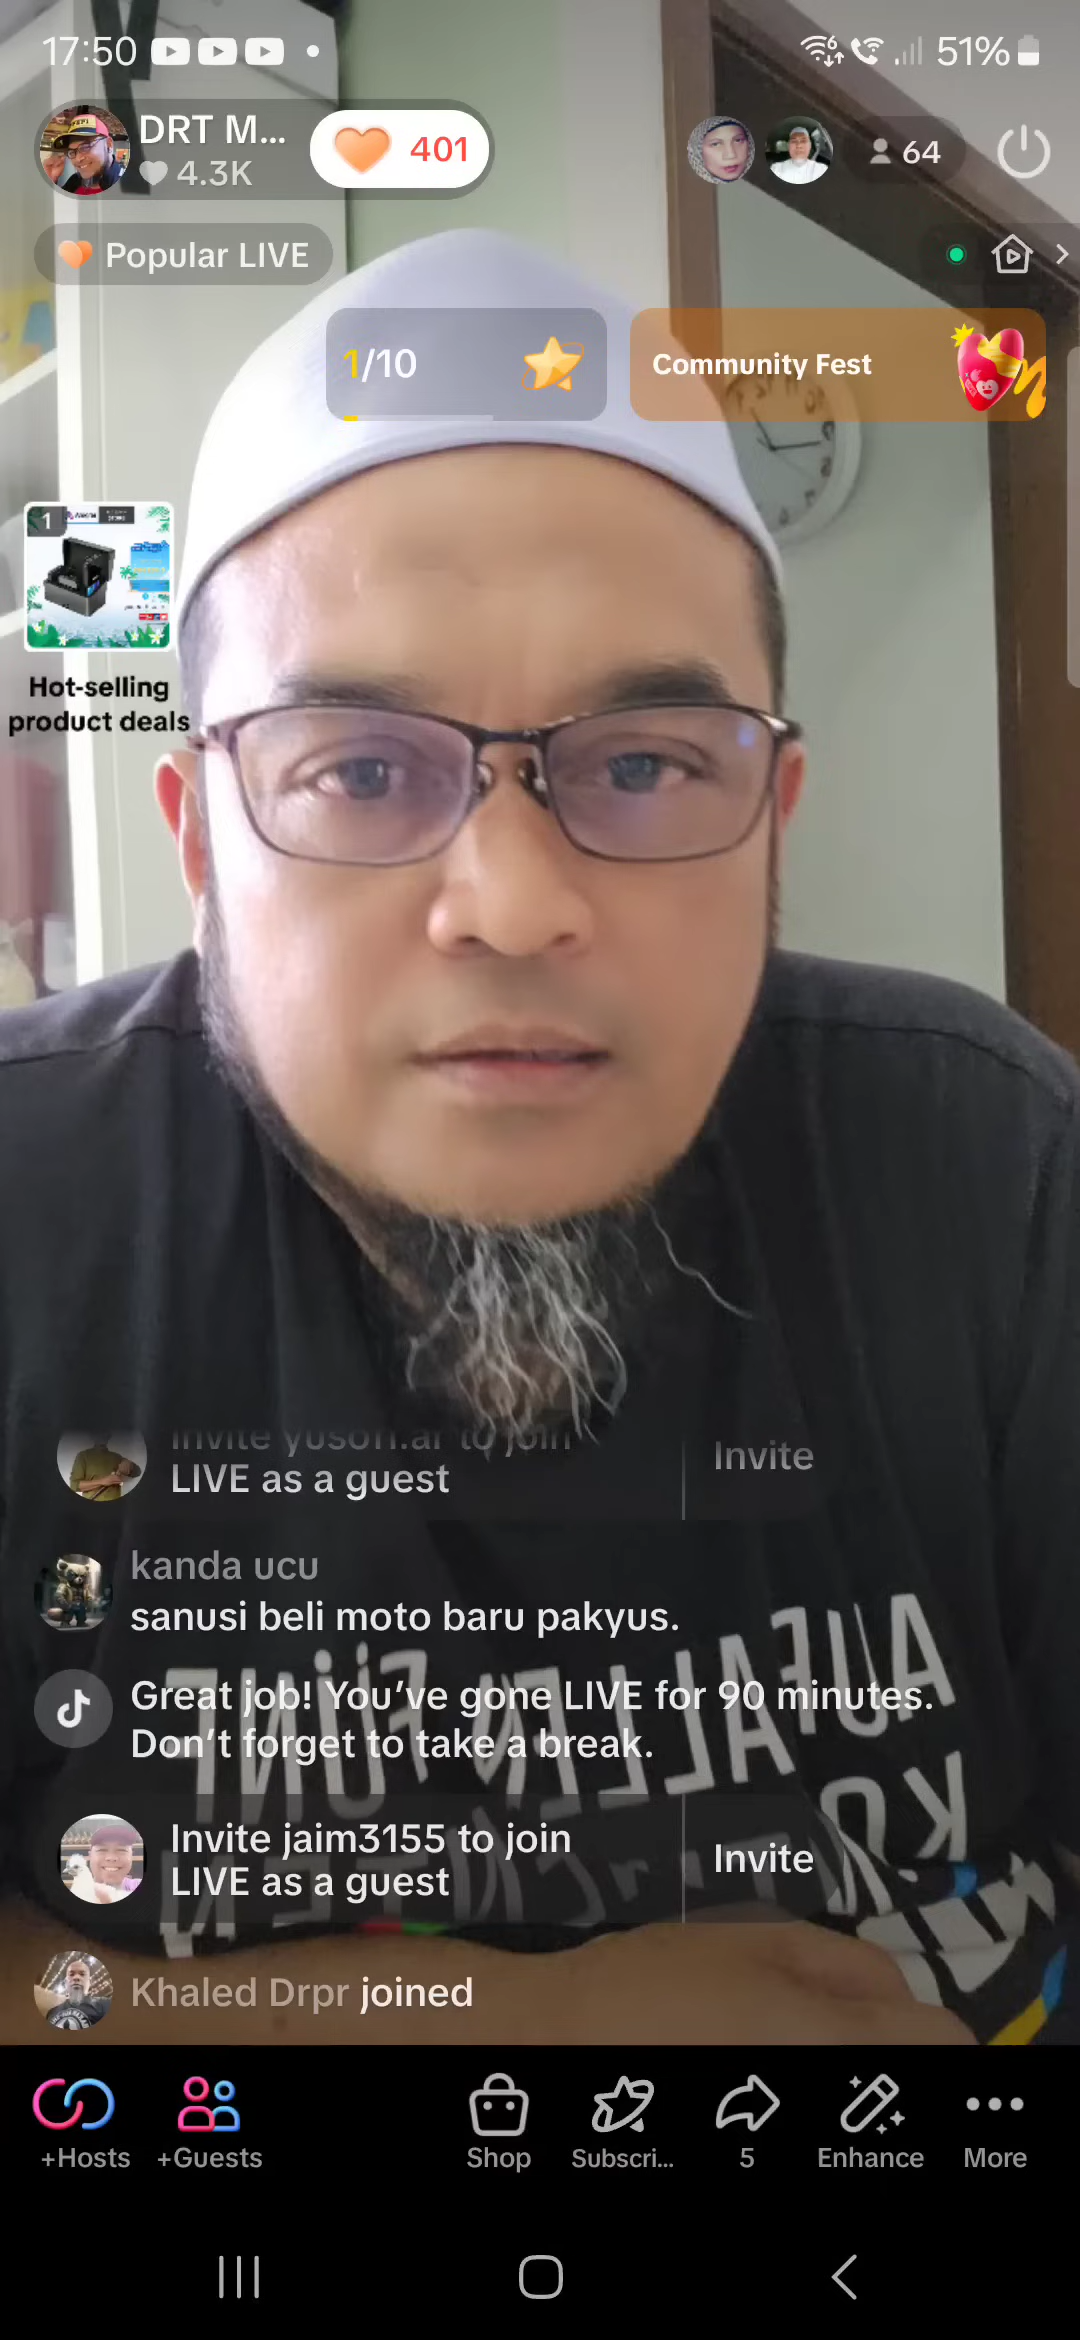 17:50
51%
DRT M...
4.3K
401
64
Popular LIVE
1/10
Community Fest
1
Hot-selling
product deals
LIVE as a guest
Invite
kanda ucu
sanusi beli moto baru pakyus.
Great job! You've gone LIVE for 90 minutes.
Don't forget to take a break.
Invite jaim3155 to join
LIVE as a guest
Invite
Khaled Drpr joined
+Hosts
+Guests
Shop
Subscri...
5
Enhance
More